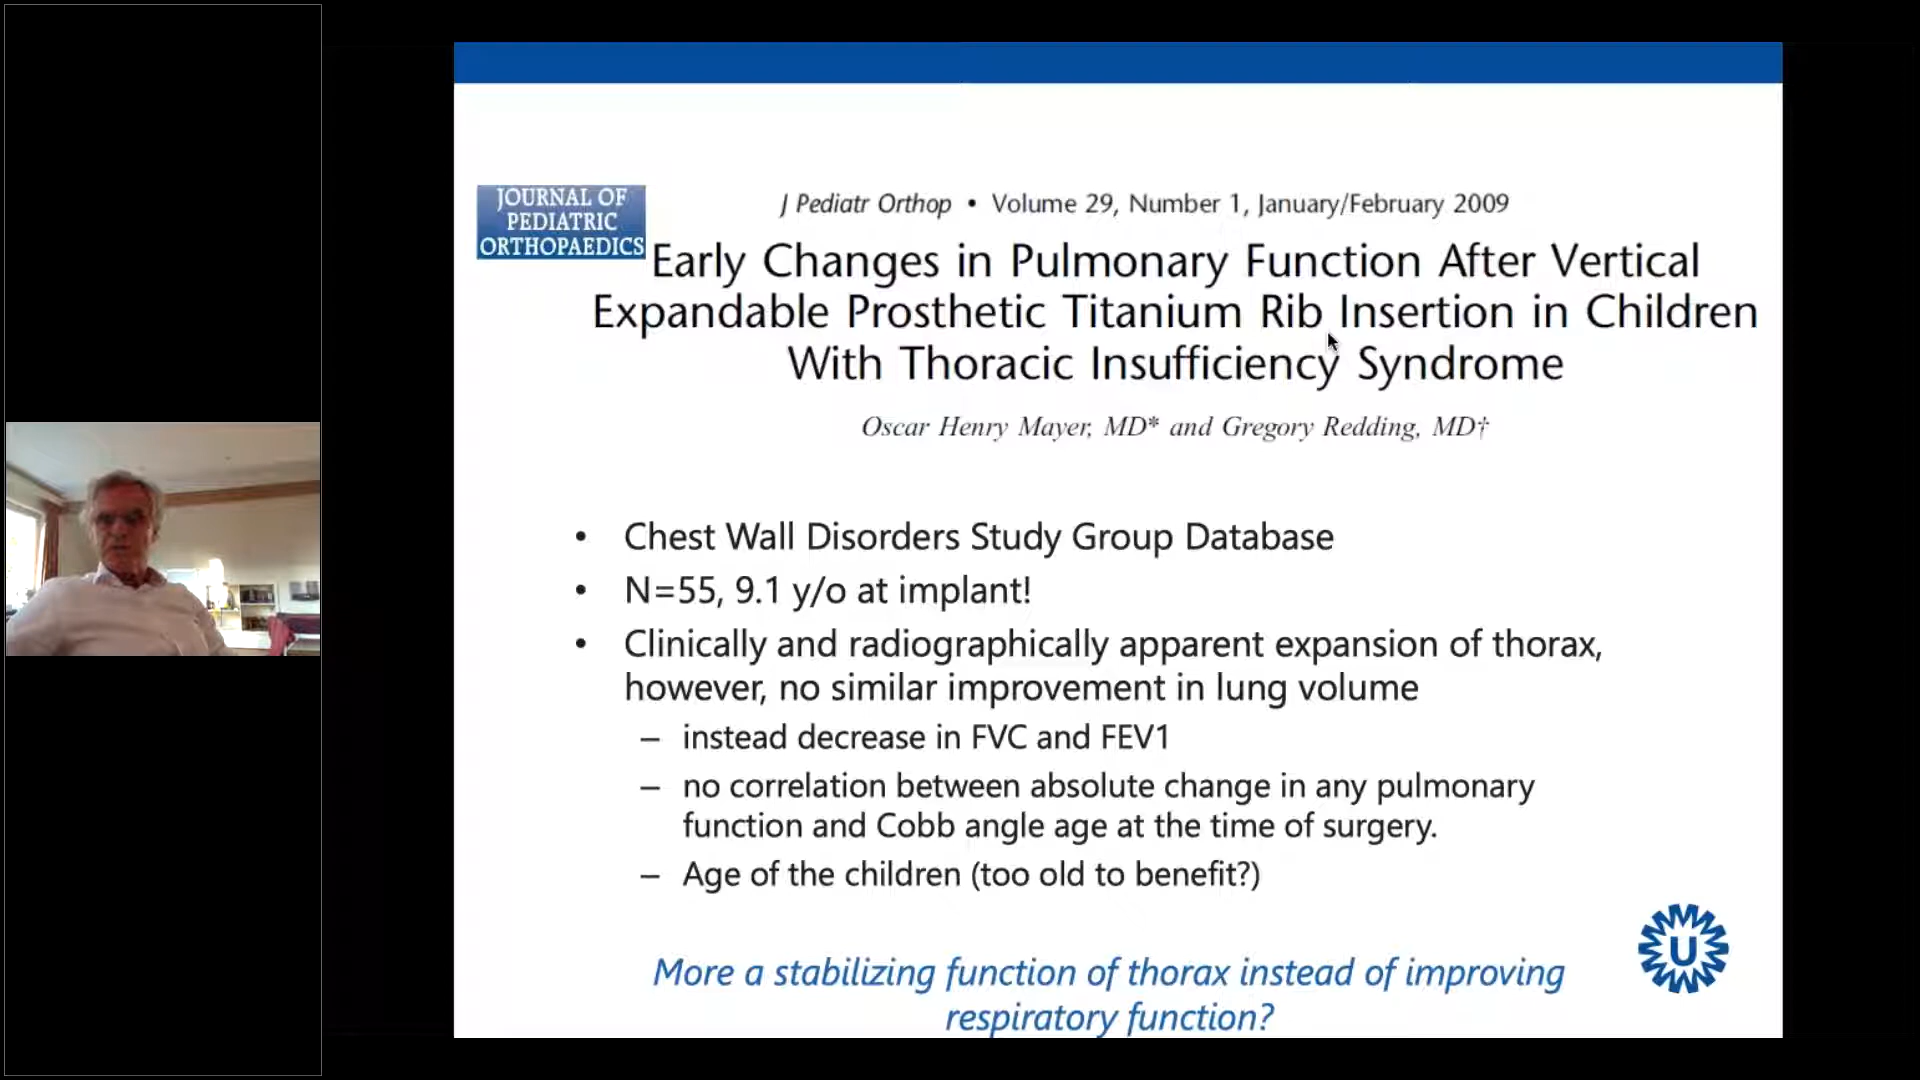 JOURNAL OF
PEDIATRIC
ORTHOPAEDICS
J Pediatr Orthop • Volume 29, Number 1, January/February 2009
Early Changes in Pulmonary Function After Vertical
Expandable Prosthetic Titanium Rib Insertion in Children
With Thoracic Insufficiency Syndrome
Oscar Henry Mayer, MD* and Gregory Redding, MD†
• Chest Wall Disorders Study Group Database
• N=55, 9.1 y/o at implant!
• Clinically and radiographically apparent expansion of thorax,
however, no similar improvement in lung volume
– instead decrease in FVC and FEV1
– no correlation between absolute change in any pulmonary
function and Cobb angle age at the time of surgery.
– Age of the children (too old to benefit?)
U
More a stabilizing function of thorax instead of improving
respiratory function?